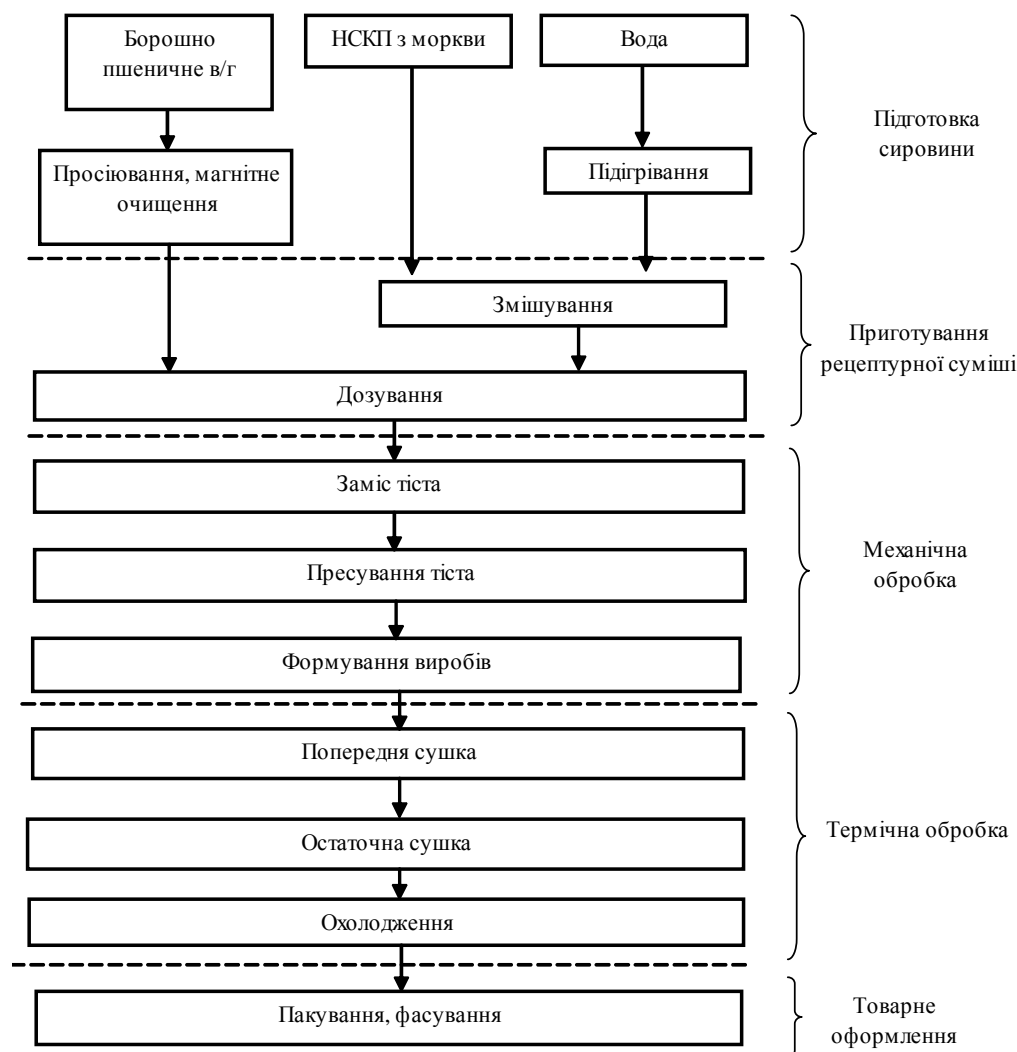 Борошно
пшеничне в/г
НСКП з моркви
Вода
Підготовка
сировини
Просіювання, магнітне
очищення
Підігрівання
Змішування
Приготування
рецептурної суміші
Дозування
Заміс тіста
Пресування тіста
Механічна
обробка
Формування виробів
Попередня сушка
Остаточна сушка
Термічна обробка
Охолодження
Пакування, фасування
Товарне
оформлення